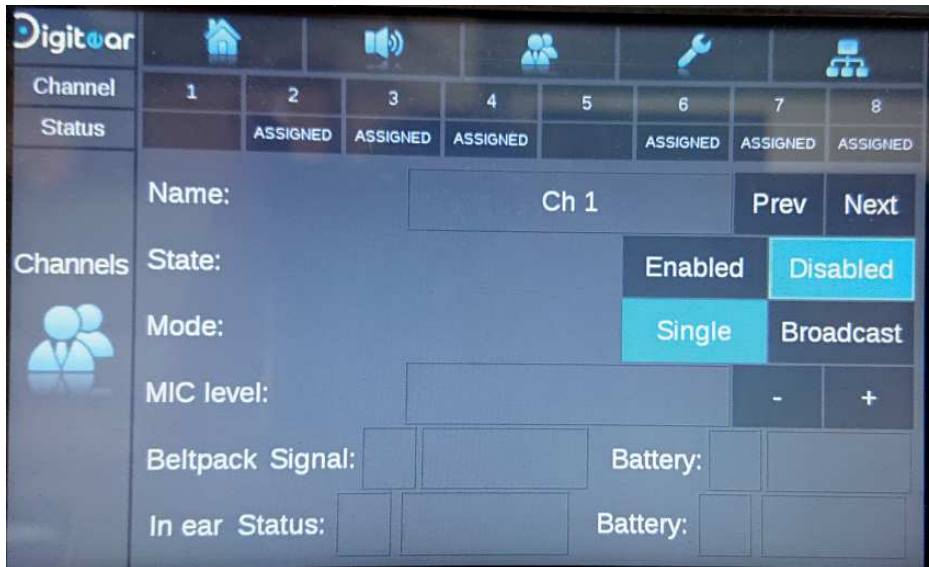 Digitear
Channel 1 2 3 4 5 6 7 8
Status ASSIGNED ASSIGNED ASSIGNED ASSIGNED ASSIGNED ASSIGNED
Name: Ch 1 Prev Next
Channels State: Enabled Disabled
Mode: Single Broadcast
MIC level: - +
Beltpack Signal: Battery:
In ear Status: Battery: